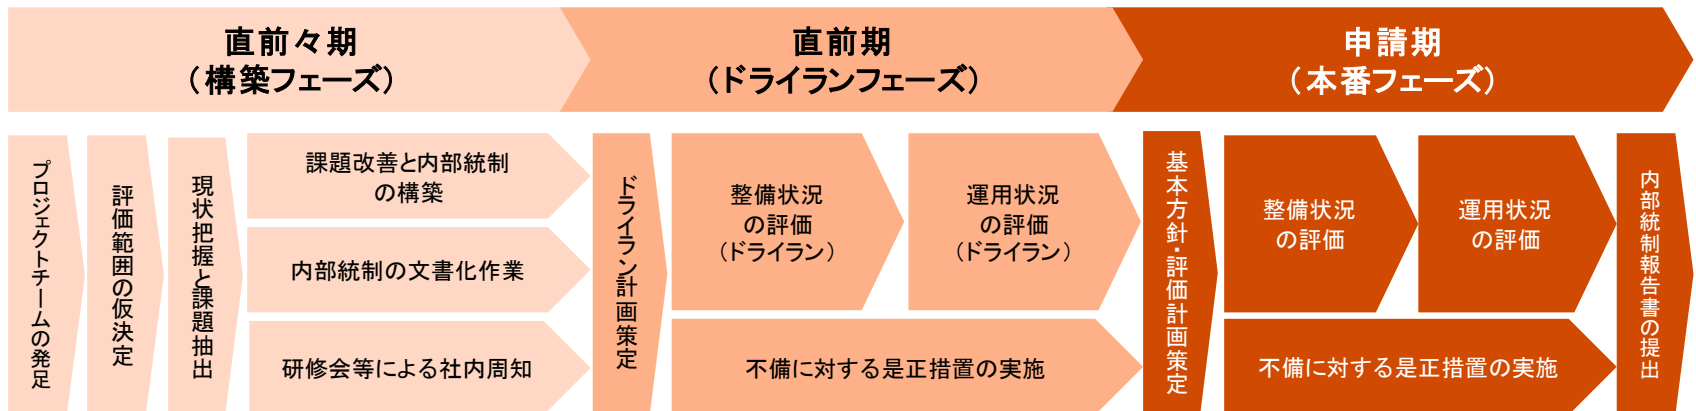 直前々期
（構築フェーズ）
直前期
（ドライランフェーズ）
申請期
（本番フェーズ）
プロジェクトチームの発足
評価範囲の仮決定
現状把握と課題抽出
課題改善と内部統制
の構築
内部統制の文書化作業
研修会等による社内周知
ドライラン計画策定
整備状況
の評価
（ドライラン）
運用状況
の評価
（ドライラン）
不備に対する是正措置の実施
基本方針・評価計画策定
整備状況
の評価
運用状況
の評価
不備に対する是正措置の実施
内部統制報告書の提出